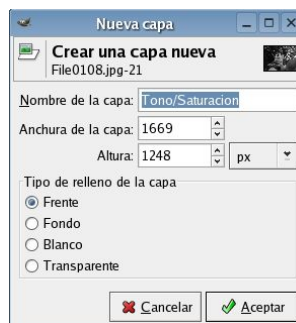 Nueva capa
Crear una capa nueva
File0108.jpg-21
Nombre de la capa: Tono/Saturacion
Anchura de la capa: 1669
Altura: 1248 px
Tipo de relleno de la capa
Frente
Fondo
Blanco
Transparente
Cancelar Aceptar